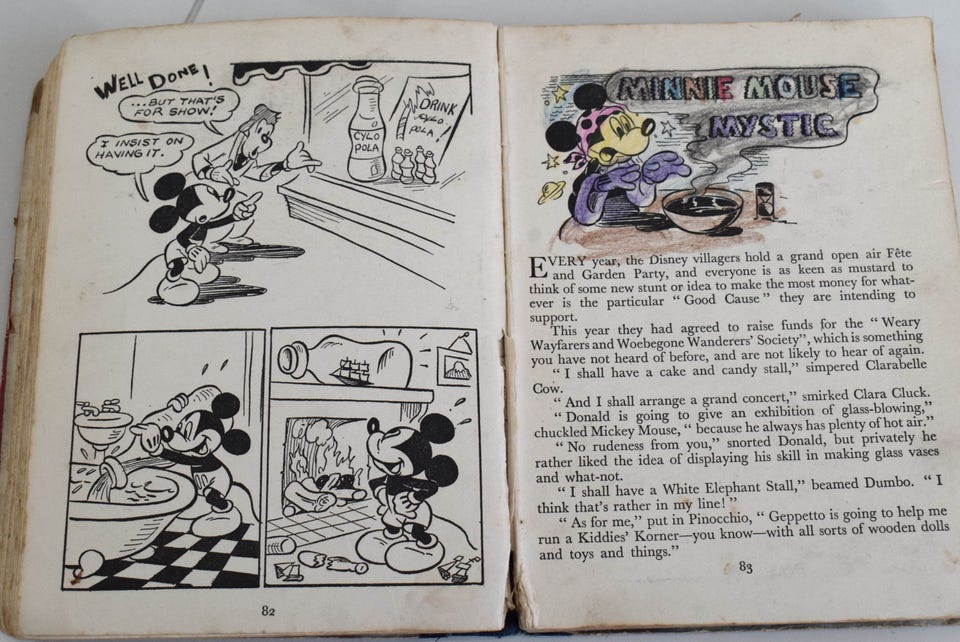 WELL DONE!
...BUT THAT'S
FOR SHOW!
I INSIST ON
HAVING IT.
CYLO
POLA
DRINK
CYLO
POLA!
82
MINNIE MOUSE
MYSTIC
EVERY year, the Disney villagers hold a grand open air Fête
and Garden Party, and everyone is as keen as mustard to
think of some new stunt or idea to make the most money for what-
ever is the particular “ Good Cause ” they are intending to
support.
This year they had agreed to raise funds for the “ Weary
Wayfarers and Woebegone Wanderers' Society”, which is something
you have not heard of before, and are not likely to hear of again.
“ I shall have a cake and candy stall,” simpered Clarabelle
Cow.
“ And I shall arrange a grand concert,” smirked Clara Cluck.
“ Donald is going to give an exhibition of glass-blowing,”
chuckled Mickey Mouse, “ because he always has plenty of hot air.”
“ No rudeness from you,” snorted Donald, but privately he
rather liked the idea of displaying his skill in making glass vases
and what-not.
“ I shall have a White Elephant Stall,” beamed Dumbo. “ I
think that's rather in my line! ”
“ As for me,” put in Pinocchio, “ Geppetto is going to help me
run a Kiddies' Korner—you know—with all sorts of wooden dolls
and toys and things.”
83